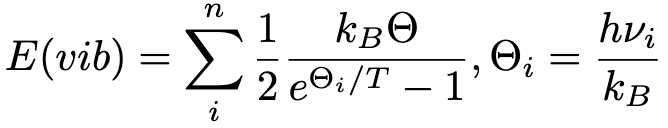 E(vib) = \sum_{i}^{n} \frac{1}{2} \frac{k_B \Theta}{e^{\Theta_i/T} - 1}, \Theta_i = \frac{h\nu_i}{k_B}